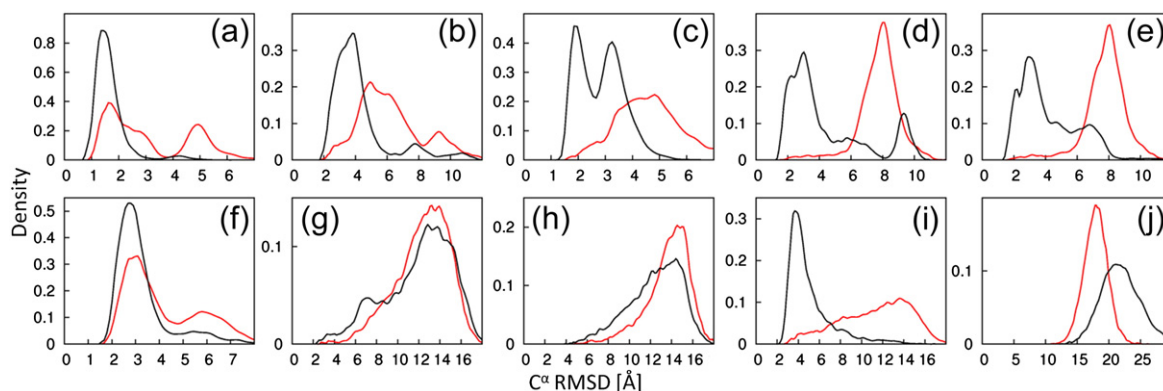 (a) (b) (c) (d) (e)
0.8 0.6 0.4 0.2 0
0.3 0.2 0.1 0
0.4 0.3 0.2 0.1 0
0.4 0.3 0.2 0.1 0
0.4 0.3 0.2 0.1 0
0 1 2 3 4 5 6
0 2 4 6 8 10
0 1 2 3 4 5 6
0 2 4 6 8 10
0 2 4 6 8 10
Density
(f) (g) (h) (i) (j)
0.5 0.4 0.3 0.2 0.1 0
0.1 0
0.2 0.1 0
0.3 0.2 0.1 0
0.1 0
0 1 2 3 4 5 6 7
0 2 4 6 8 10 12 14 16
0 2 4 6 8 10 12 14 16
0 2 4 6 8 10 12 14 16
0 5 10 15 20 25
Cα RMSD [Å]